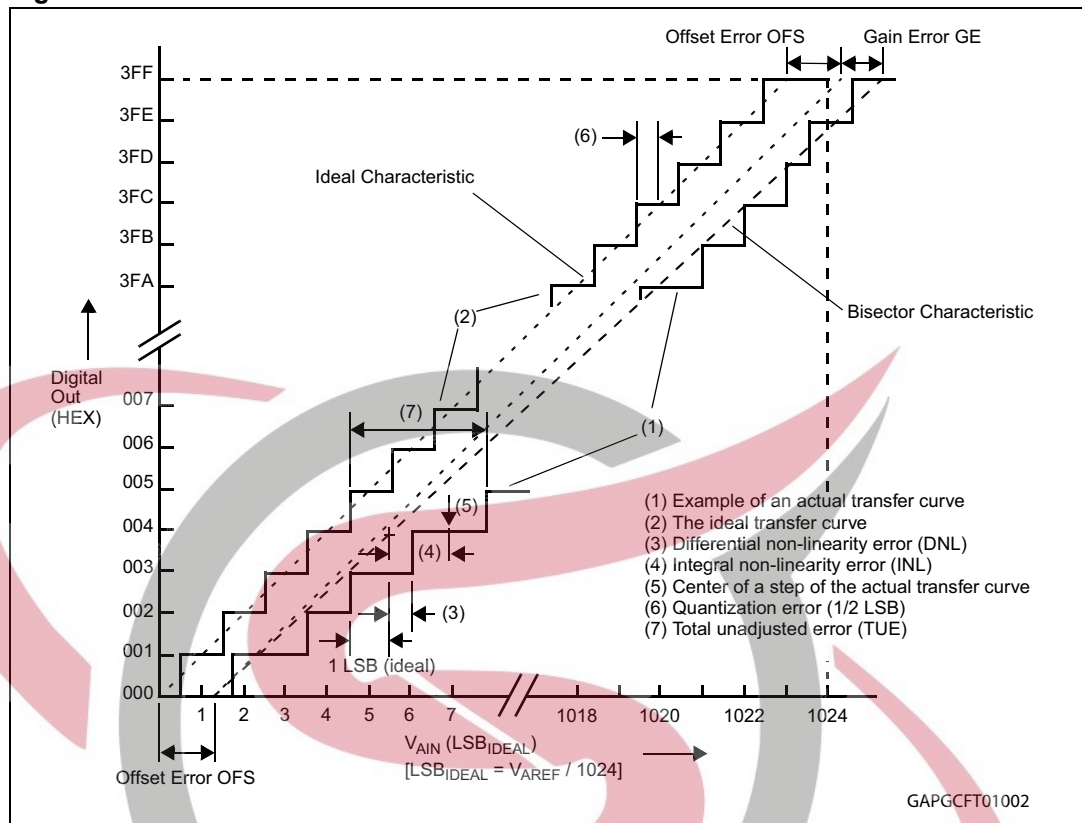 Offset Error OFS
Gain Error GE
3FF
3FE
(6)
3FD
Ideal Characteristic
3FC
3FB
3FA
(2)
Bisector Characteristic
Digital
Out
(HEX)
007
(7)
(1)
006
005
(5)
004
(4)
003
002
(3)
001
1 LSB (ideal)
000
(1) Example of an actual transfer curve
(2) The ideal transfer curve
(3) Differential non-linearity error (DNL)
(4) Integral non-linearity error (INL)
(5) Center of a step of the actual transfer curve
(6) Quantization error (1/2 LSB)
(7) Total unadjusted error (TUE)
1 2 3 4 5 6 7 1018 1020 1022 1024
VAIN (LSBIDEAL)
[LSBIDEAL = VAREF / 1024]
Offset Error OFS
GAPGCFT01002